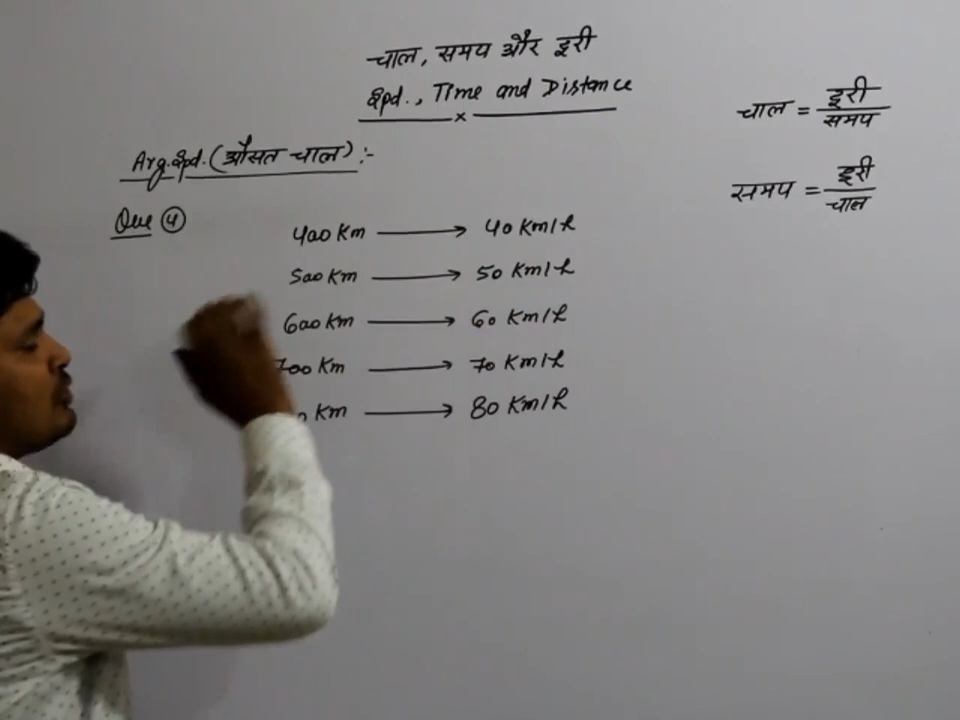 चाल, समय और दूरी
Spd., Time and Distance
चाल = दूरी / समय
Avg. Spd. (औसत चाल) :-
समय = दूरी / चाल
Que ④
400 Km → 40 Km/h
500 Km → 50 Km/h
600 Km → 60 Km/h
700 Km → 70 Km/h
Km → 80 Km/h